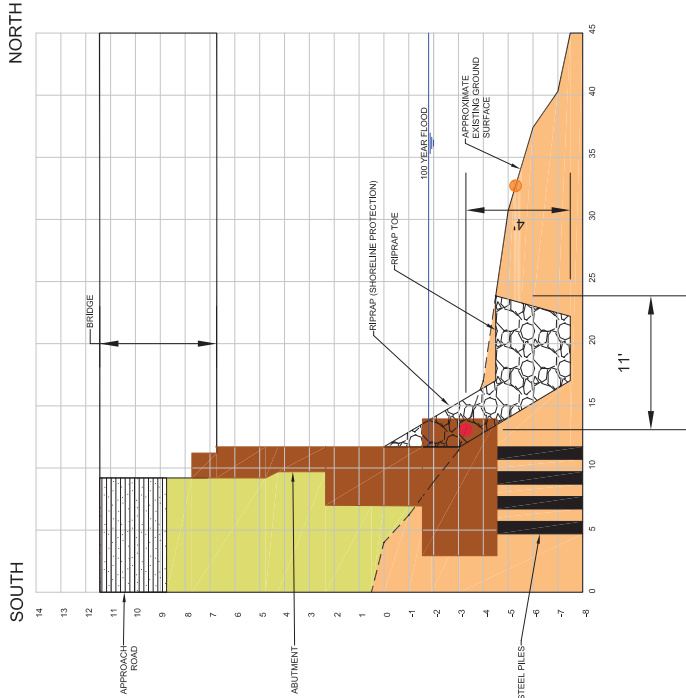 NORTH
SOUTH
BRIDGE
100 YEAR FLOOD
APPROXIMATE
EXISTING GROUND
SURFACE
RIPRAP (SHORELINE PROTECTION)
RIPRAP TOE
4'
11'
APPROACH
ROAD
ABUTMENT
STEEL PILES
14
13
12
11
10
9
8
7
6
5
4
3
2
1
0
-1
-2
-3
-4
-5
-6
-7
-8
0
5
10
15
20
25
30
35
40
45